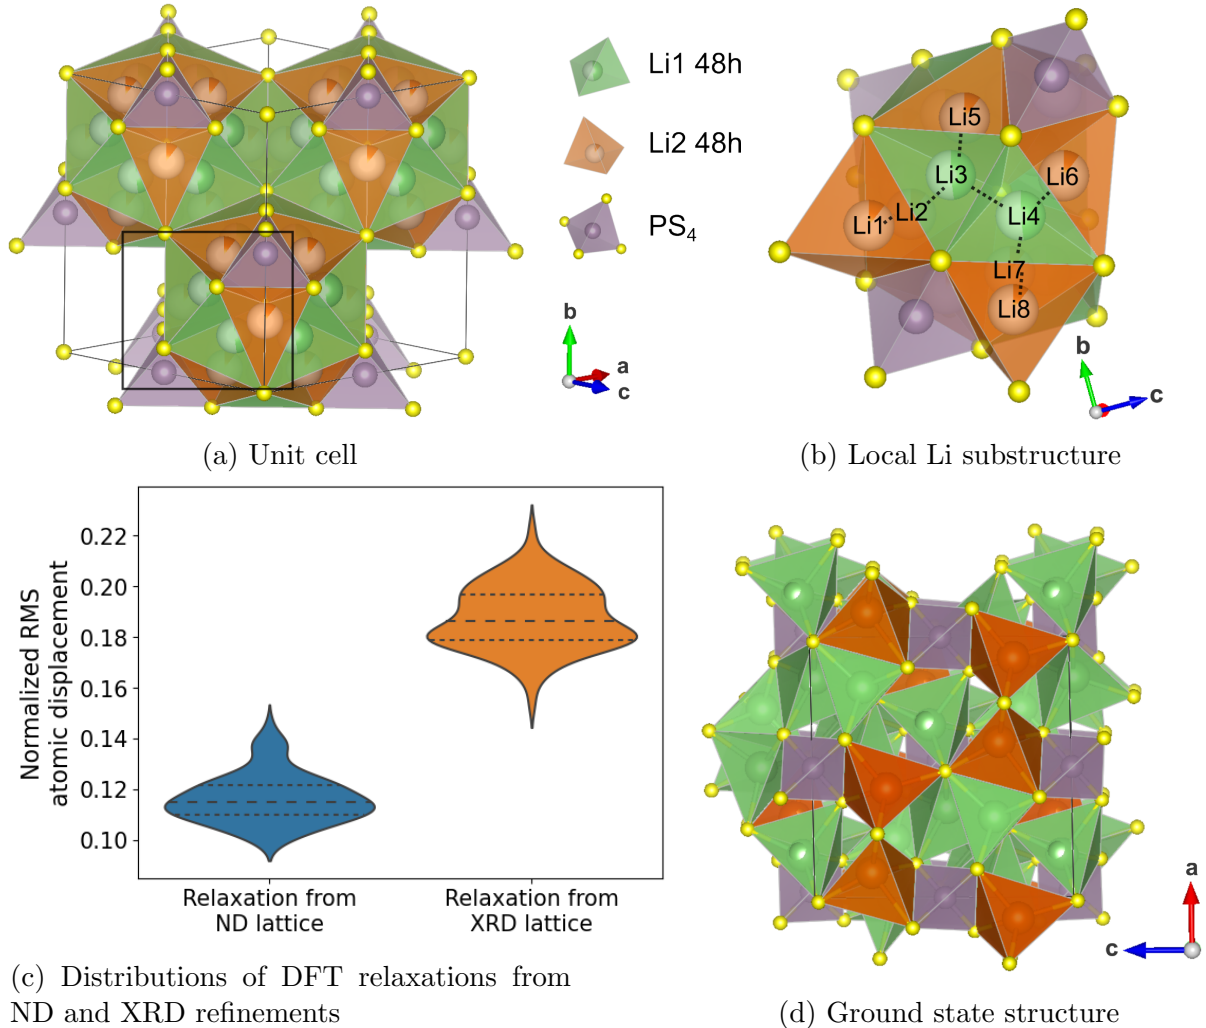 Li1 48h
Li2 48h
PS4
b
a
c
(a) Unit cell
Li5
Li3
Li6
Li1
Li2
Li4
Li7
Li8
b
c
(b) Local Li substructure
Normalized RMS
atomic displacement
0.22
0.20
0.18
0.16
0.14
0.12
0.10
Relaxation from
ND lattice
Relaxation from
XRD lattice
(c) Distributions of DFT relaxations from
ND and XRD refinements
a
c
(d) Ground state structure